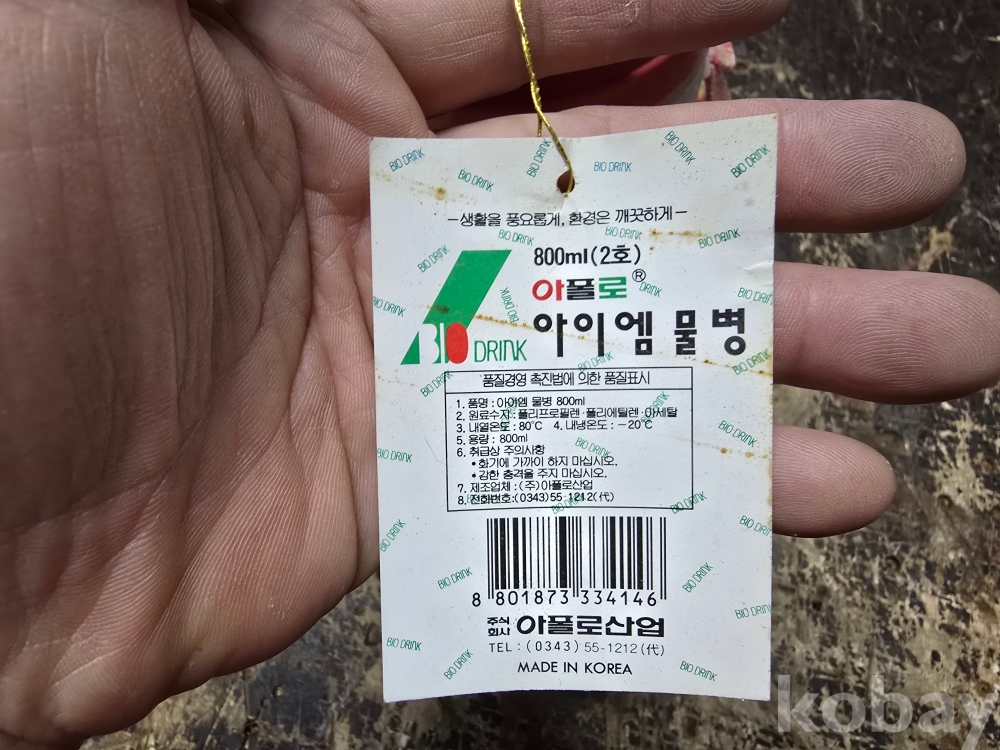 BIO DRINK
-생활을 풍요롭게, 환경은 깨끗하게-
800ml(2호)
아폴로®
BIO DRINK 아이엠 물병
품질경영 촉진법에 의한 품질표시
1. 품명 : 아이엠 물병 800ml
2. 원료수지 : 폴리프로필렌·폴리에틸렌·아세탈
3. 내열온도 : 80°C 4. 내냉온도 : -20°C
5. 용량 : 800ml
6. 취급상 주의사항
• 화기에 가까이 하지 마십시오.
• 강한 충격을 주지 마십시오.
7. 제조업체 : (주)아폴로산업
8. 전화번호:(0343)55-1212(代)
8 801873 334146
주식회사 아폴로산업
TEL : (0343) 55-1212(代)
MADE IN KOREA
kobay